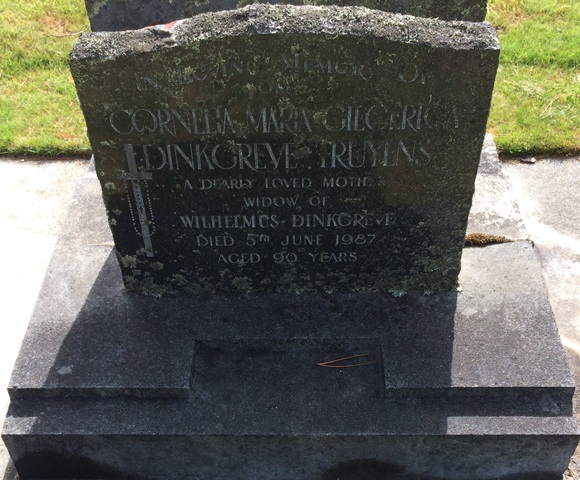 IN LOVING MEMORY OF
CORNELIA MARIA
DINKGREVE TRUYENS
A DEARLY LOVED MOTHER
WIDOW OF
WILHELMUS DINKGREVE
DIED 5TH JUNE 1987
AGED 90 YEARS